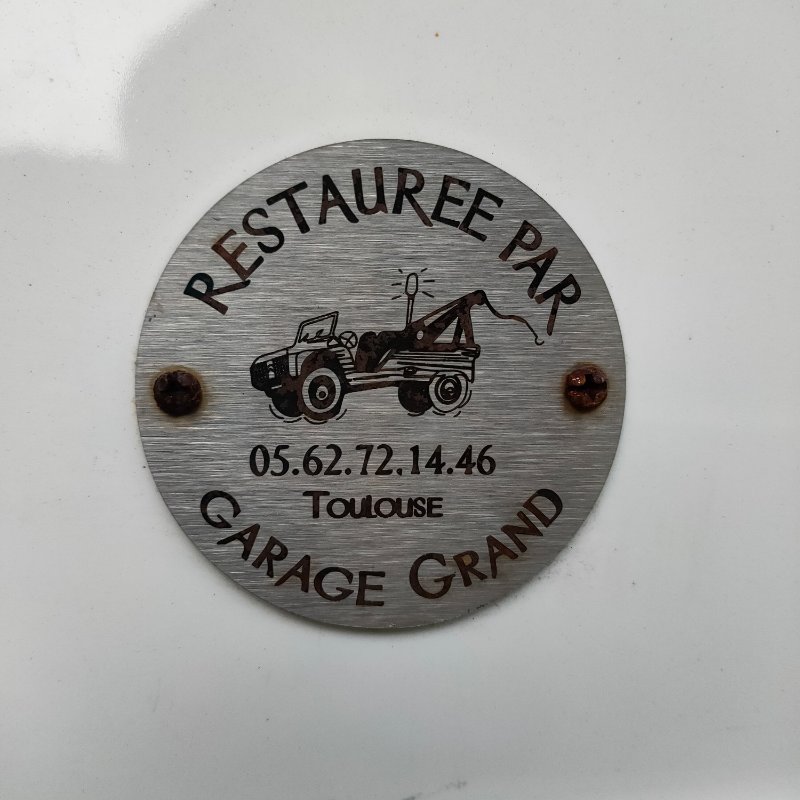 RESTAUREE PAR
05.62.72.14.46
TOULOUSE
GARAGE GRAND